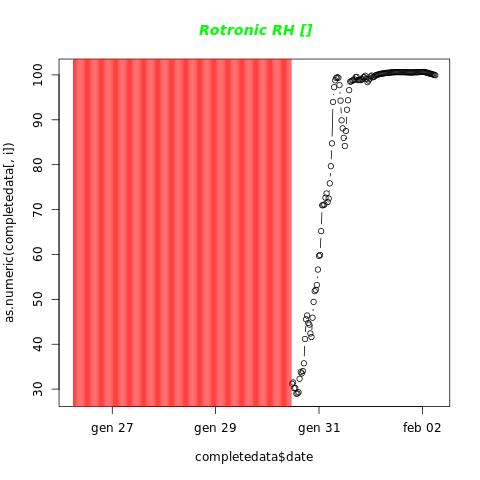 Rotronic RH []
as.numeric(completedata[, i])
100
90
80
70
60
50
40
30
gen 27
gen 29
gen 31
feb 02
completedata$date